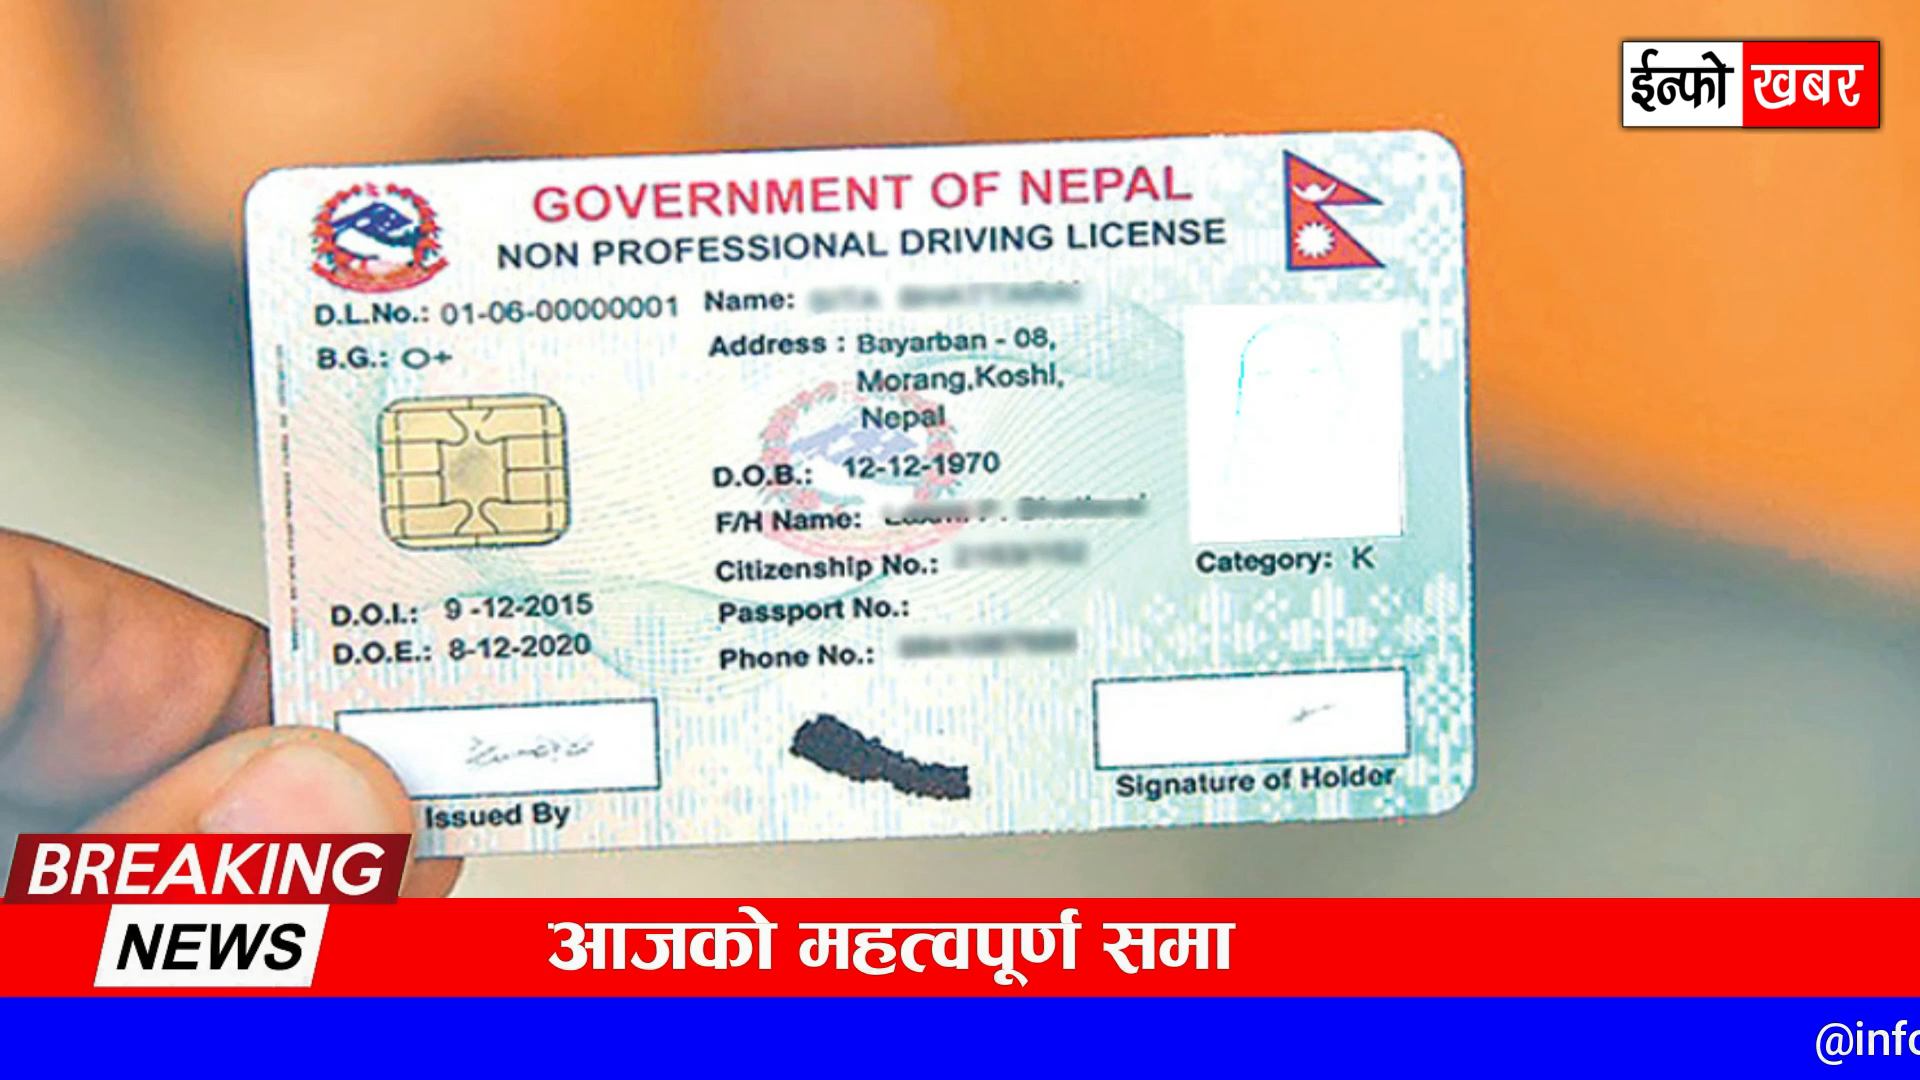 ईन्फो खबर
GOVERNMENT OF NEPAL
NON PROFESSIONAL DRIVING LICENSE
D.L.No.: 01-06-00000001
Name:
B.G.: O+
Address : Bayarban - 08,
Morang,Koshi,
Nepal
D.O.B.: 12-12-1970
F/H Name:
Citizenship No.:
Category: K
D.O.I.: 9 -12-2015
Passport No.:
D.O.E.: 8-12-2020
Phone No.:
Issued By
Signature of Holder
BREAKING
NEWS
आजको महत्वपूर्ण समा
@info